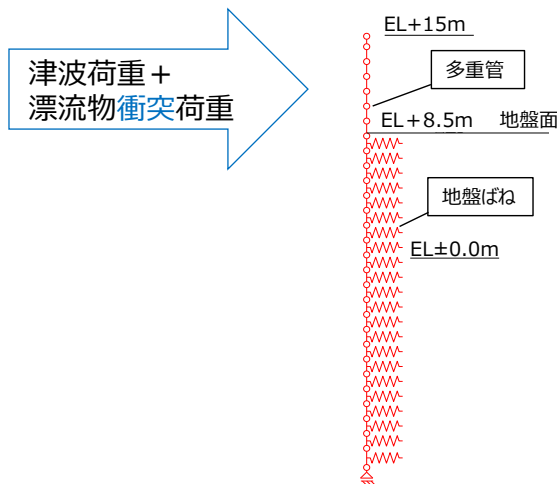 津波荷重＋
漂流物衝突荷重
EL+15m
多重管
EL+8.5m 地盤面
地盤ばね
EL±0.0m